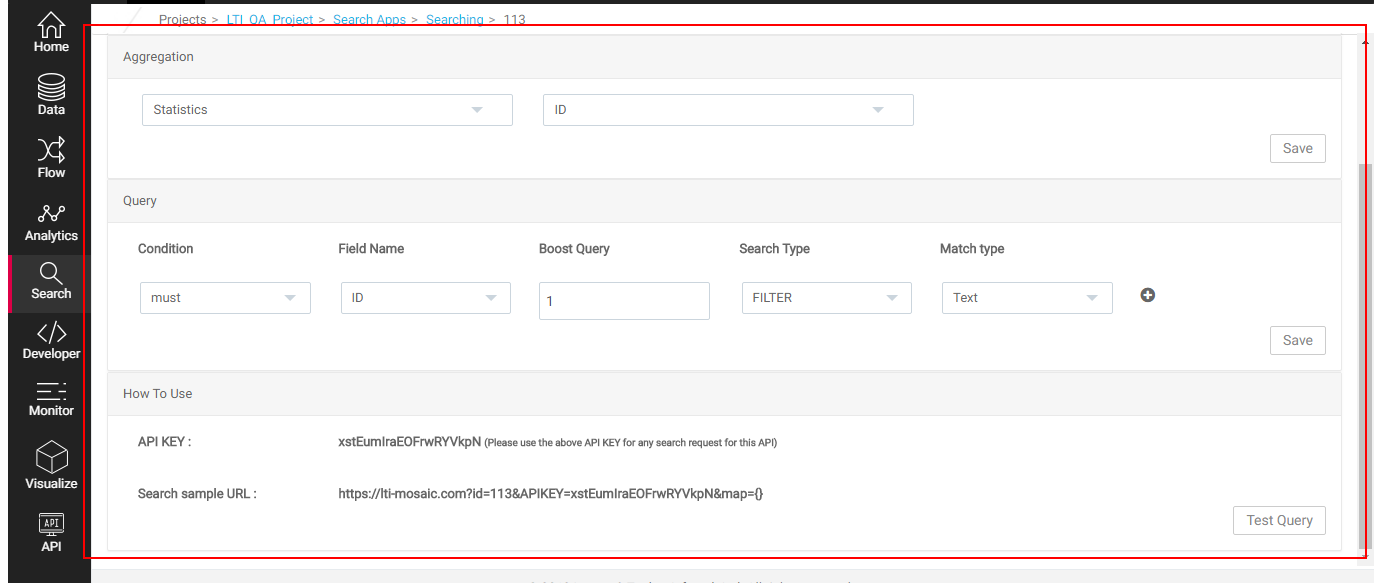 Projects > LTI_QA_Project > Search Apps > Searching > 113
Home
Data
Flow
Analytics
Search
Developer
Monitor
Visualize
API
API
Aggregation
Statistics ID
Save
Query
Condition Field Name Boost Query Search Type Match type
must ID 1 FILTER Text
Save
How To Use
API KEY : xstEumIraEOFrwRYVkpN (Please use the above API KEY for any search request for this API)
Search sample URL : https://lti-mosaic.com?id=113&APIKEY=xstEumIraEOFrwRYVkpN&map={}
Test Query